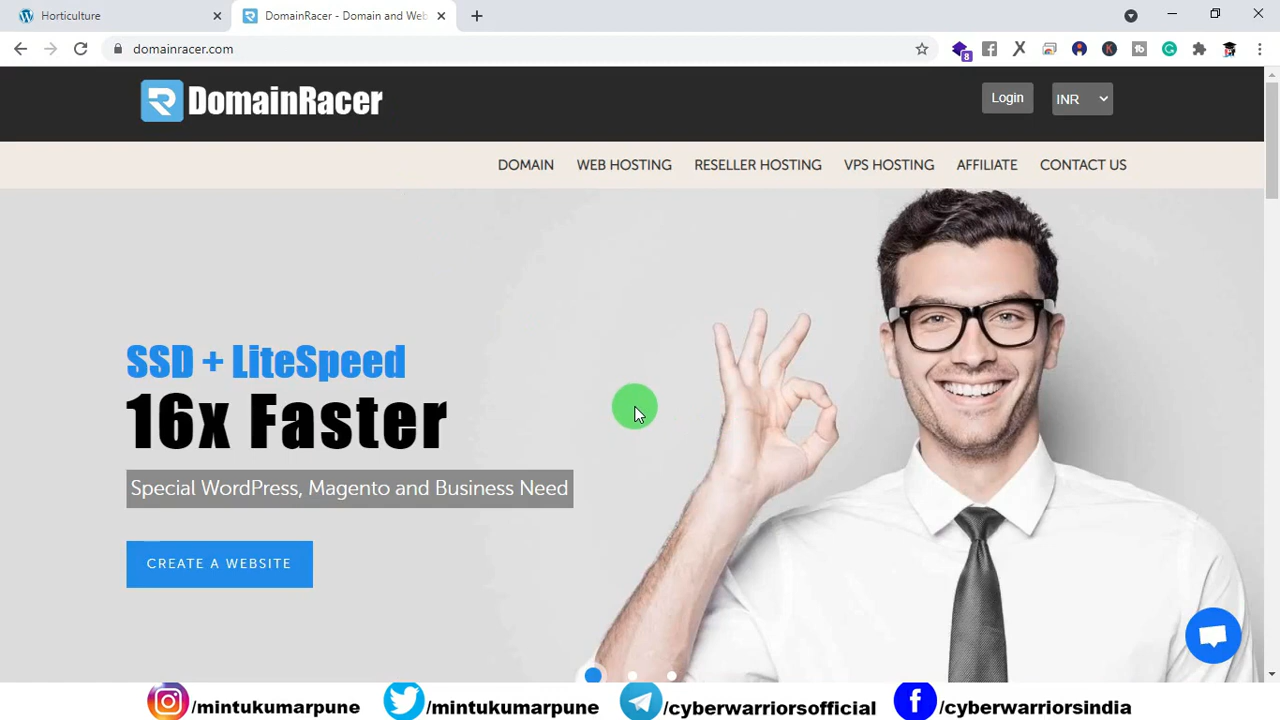 Horticulture
DomainRacer - Domain and Web
domainracer.com
8
DomainRacer
Login
INR
DOMAIN WEB HOSTING RESELLER HOSTING VPS HOSTING AFFILIATE CONTACT US
SSD + LiteSpeed
16x Faster
Special WordPress, Magento and Business Need
CREATE A WEBSITE
/mintukumarpune /mintukumarpune /cyberwarriorsofficial /cyberwarriorsindia